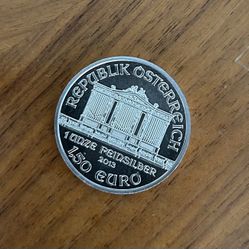 REPUBLIK ÖSTERREICH
1 UNZE FEINSILBER
2013
1,50 EURO